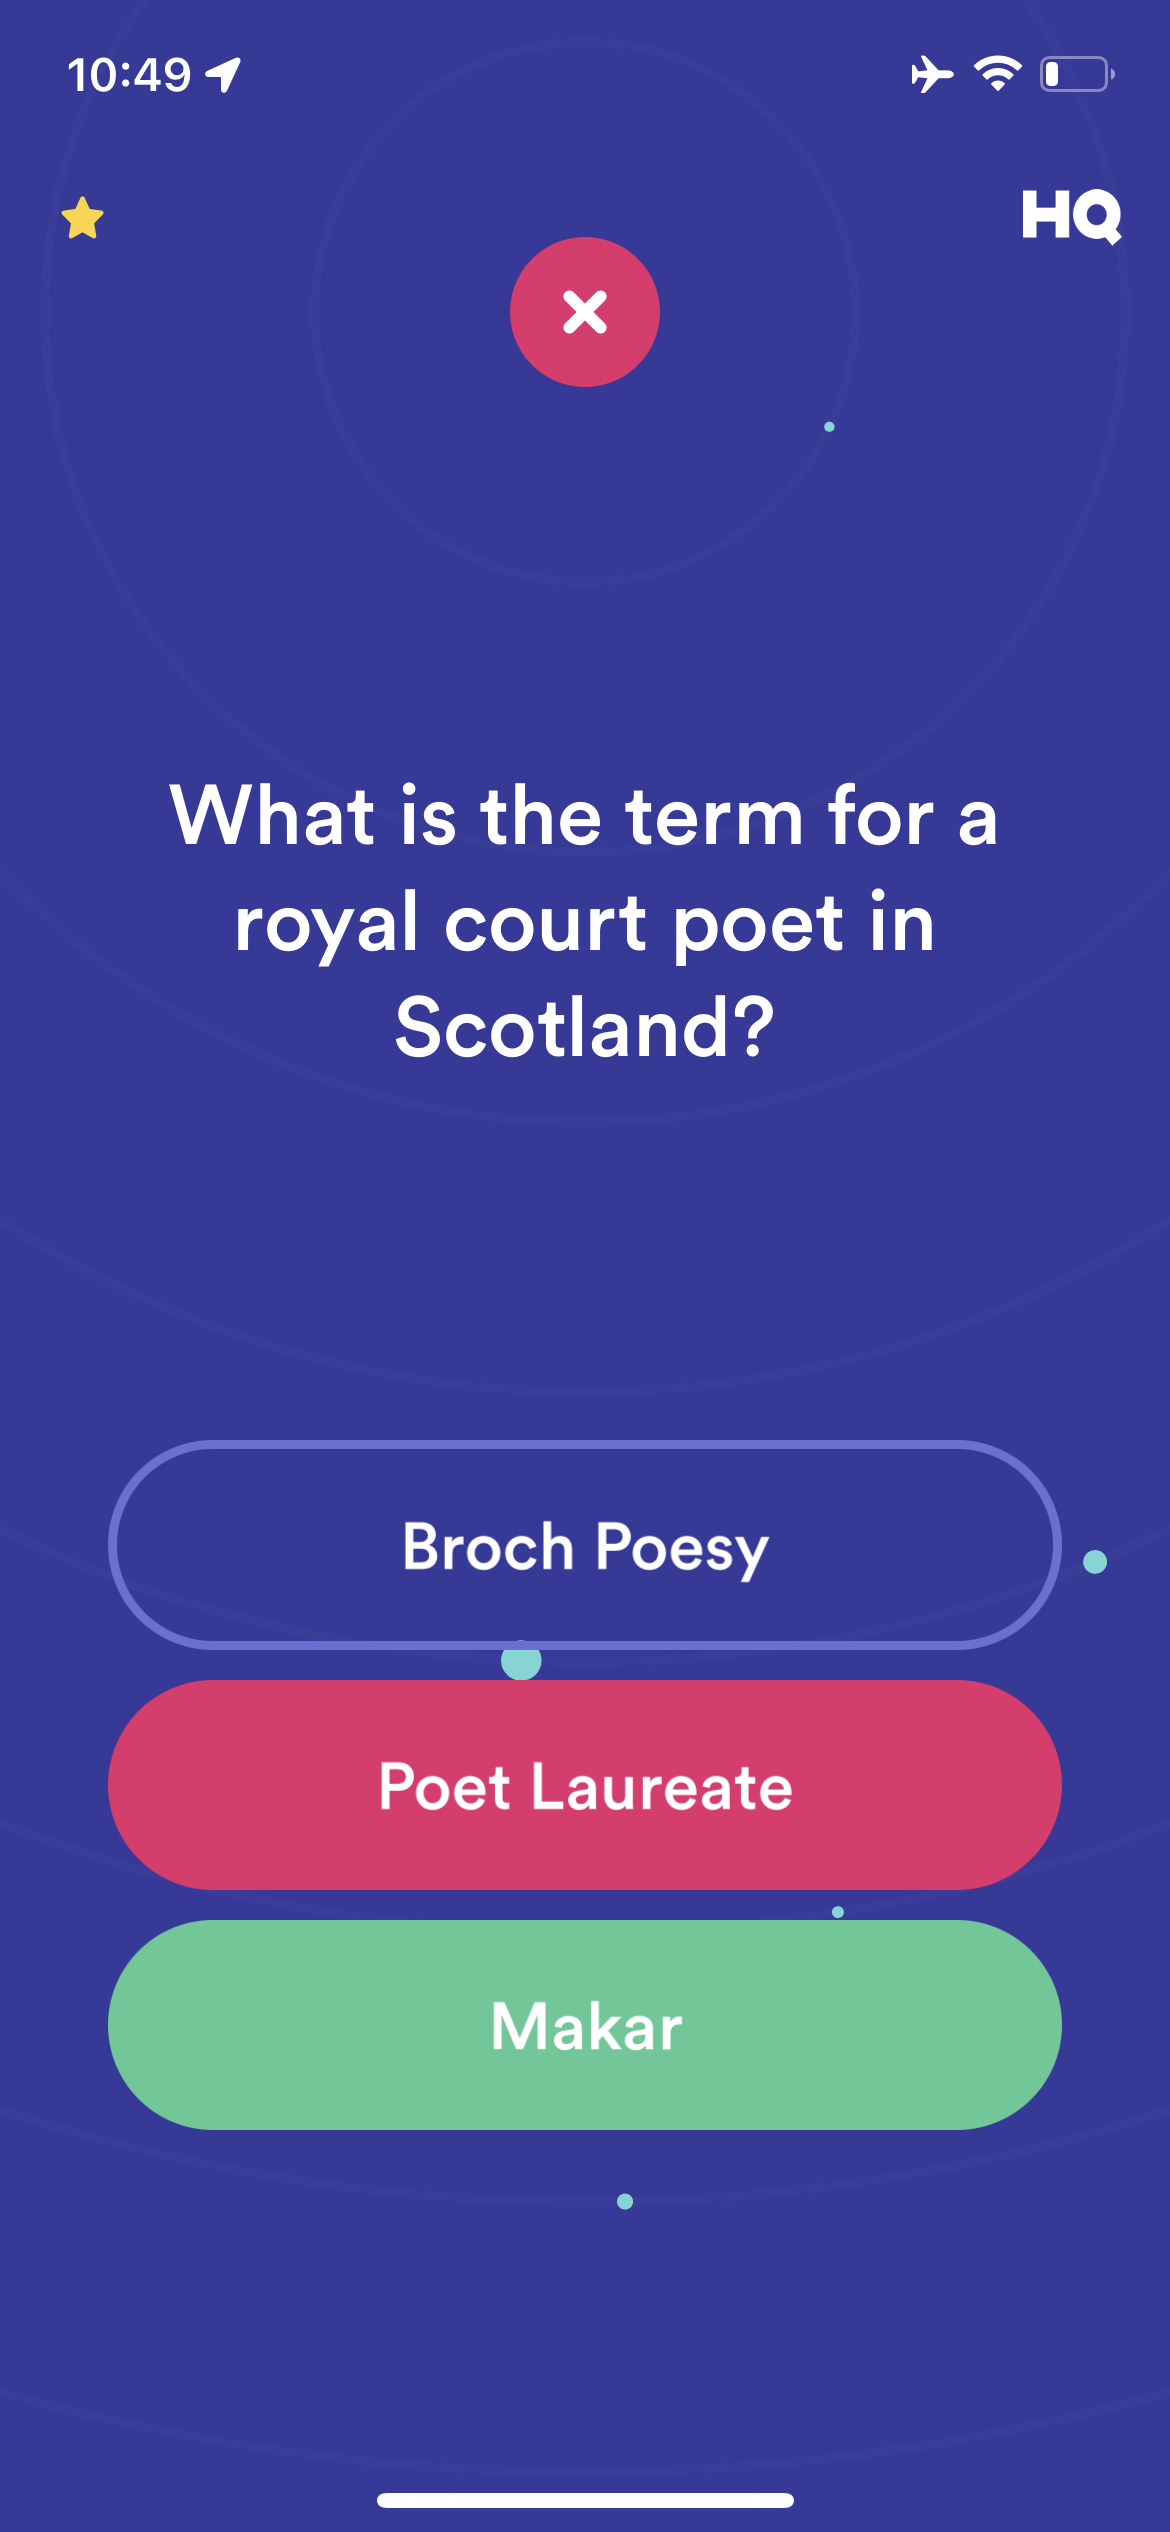 10:49
HQ
What is the term for a
royal court poet in
Scotland?
Broch Poesy
Poet Laureate
Makar